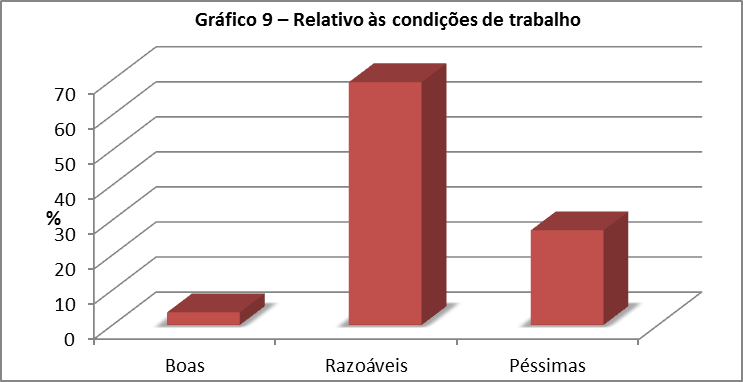 Gráfico 9 – Relativo às condições de trabalho
70
60
50
40
30
20
10
0
%
Boas
Razoáveis
Péssimas